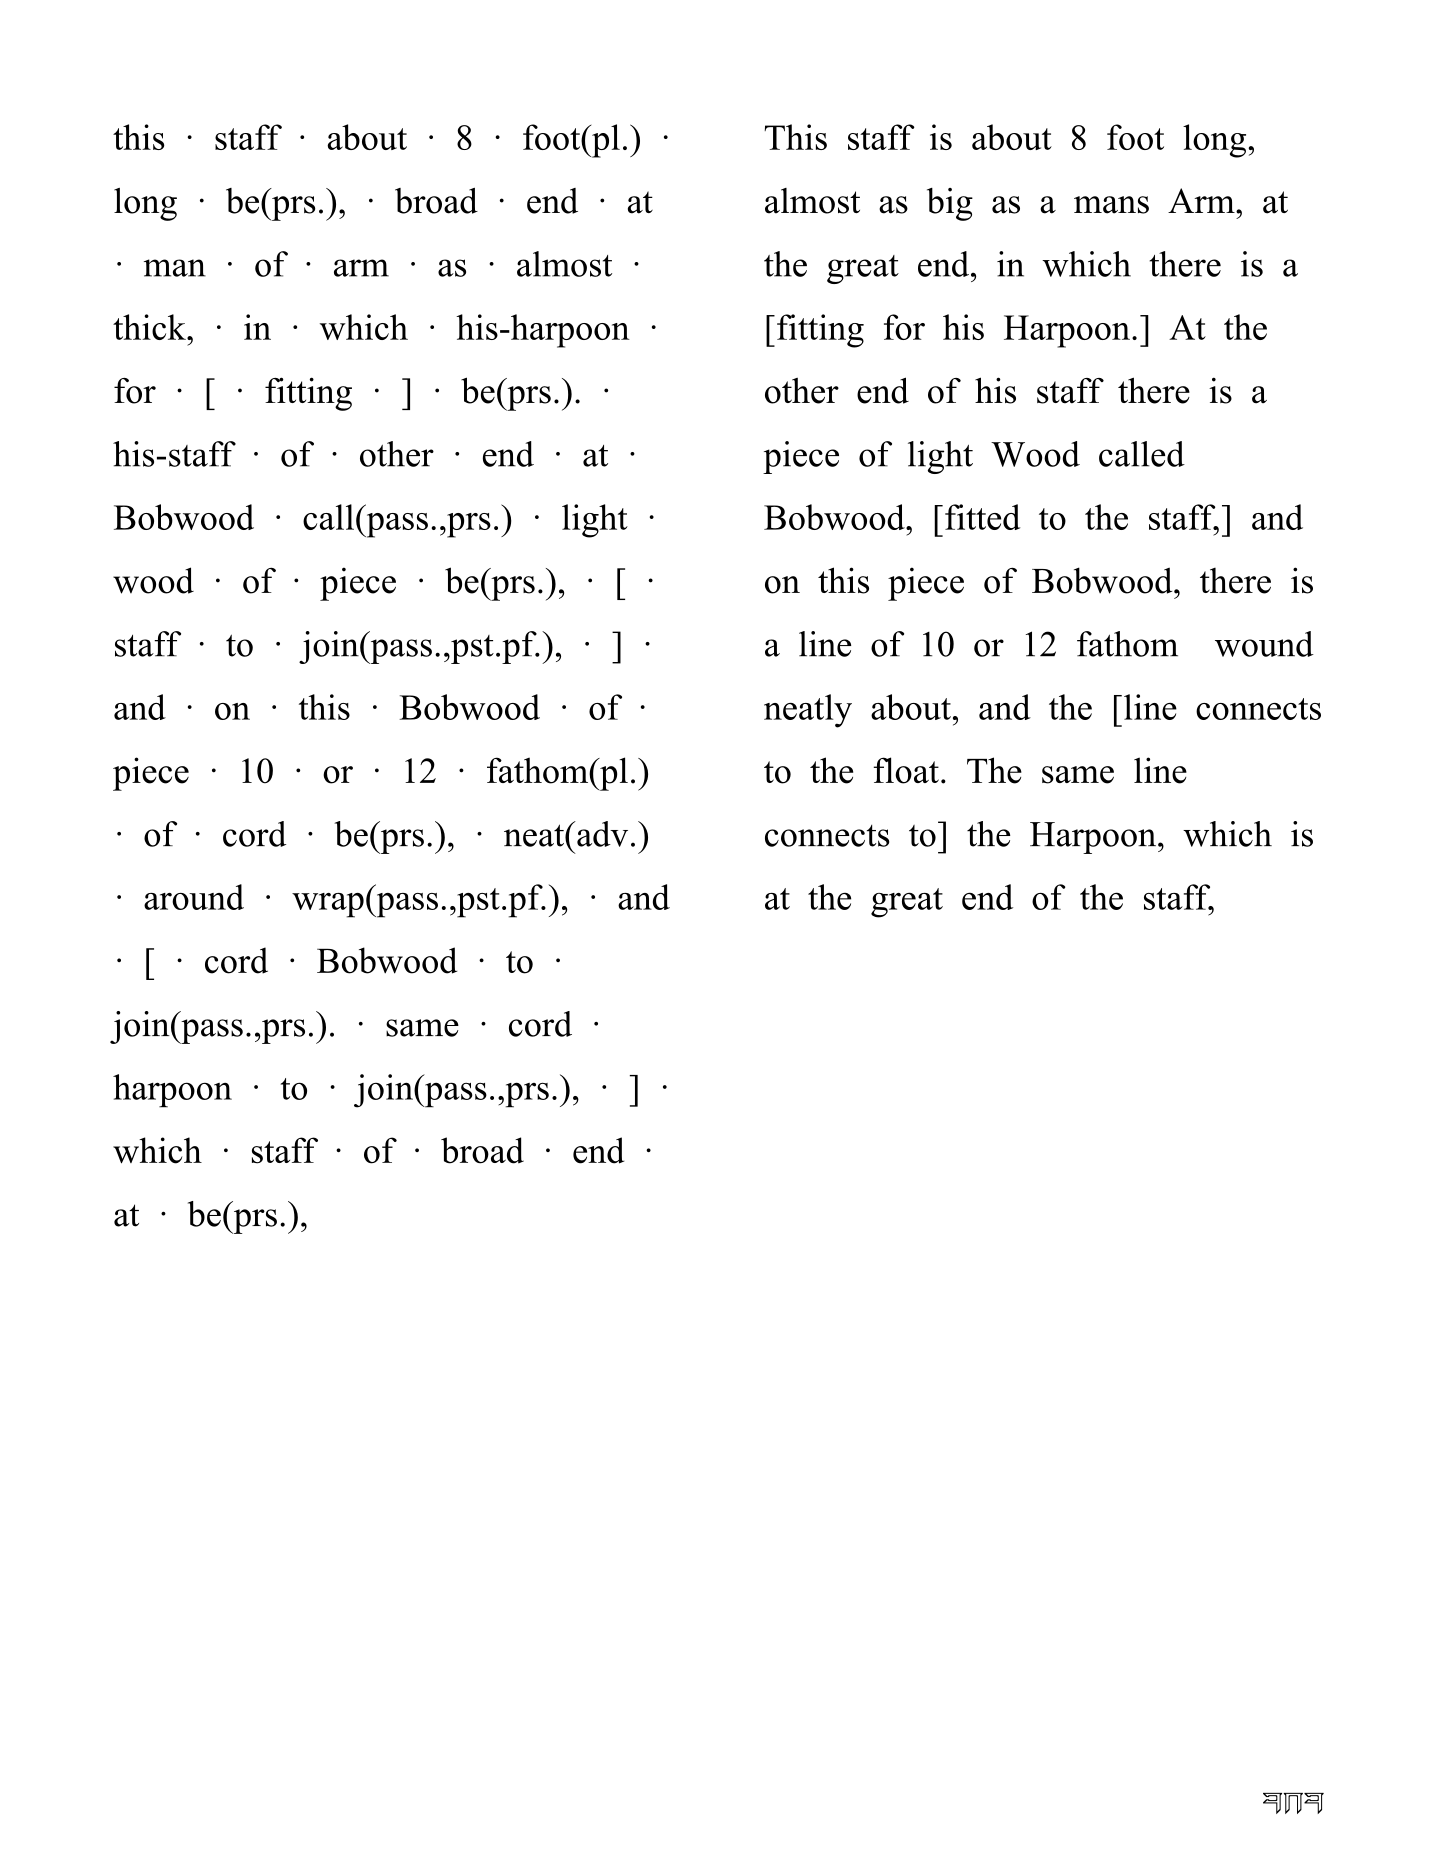 this · staff · about · 8 · foot(pl.) ·
long · be(prs.), · broad · end · at
· man · of · arm · as · almost ·
thick, · in · which · his-harpoon ·
for · [ · fitting · ] · be(prs.). ·
his-staff · of · other · end · at ·
Bobwood · call(pass.,prs.) · light ·
wood · of · piece · be(prs.), · [ ·
staff · to · join(pass.,pst.pf.), · ] ·
and · on · this · Bobwood · of ·
piece · 10 · or · 12 · fathom(pl.)
· of · cord · be(prs.), · neat(adv.)
· around · wrap(pass.,pst.pf.), · and
· [ · cord · Bobwood · to ·
join(pass.,prs.). · same · cord ·
harpoon · to · join(pass.,prs.), · ] ·
which · staff · of · broad · end ·
at · be(prs.),
This staff is about 8 foot long,
almost as big as a mans Arm, at
the great end, in which there is a
[fitting for his Harpoon.] At the
other end of his staff there is a
piece of light Wood called
Bobwood, [fitted to the staff,] and
on this piece of Bobwood, there is
a line of 10 or 12 fathom wound
neatly about, and the [line connects
to the float. The same line
connects to] the Harpoon, which is
at the great end of the staff,